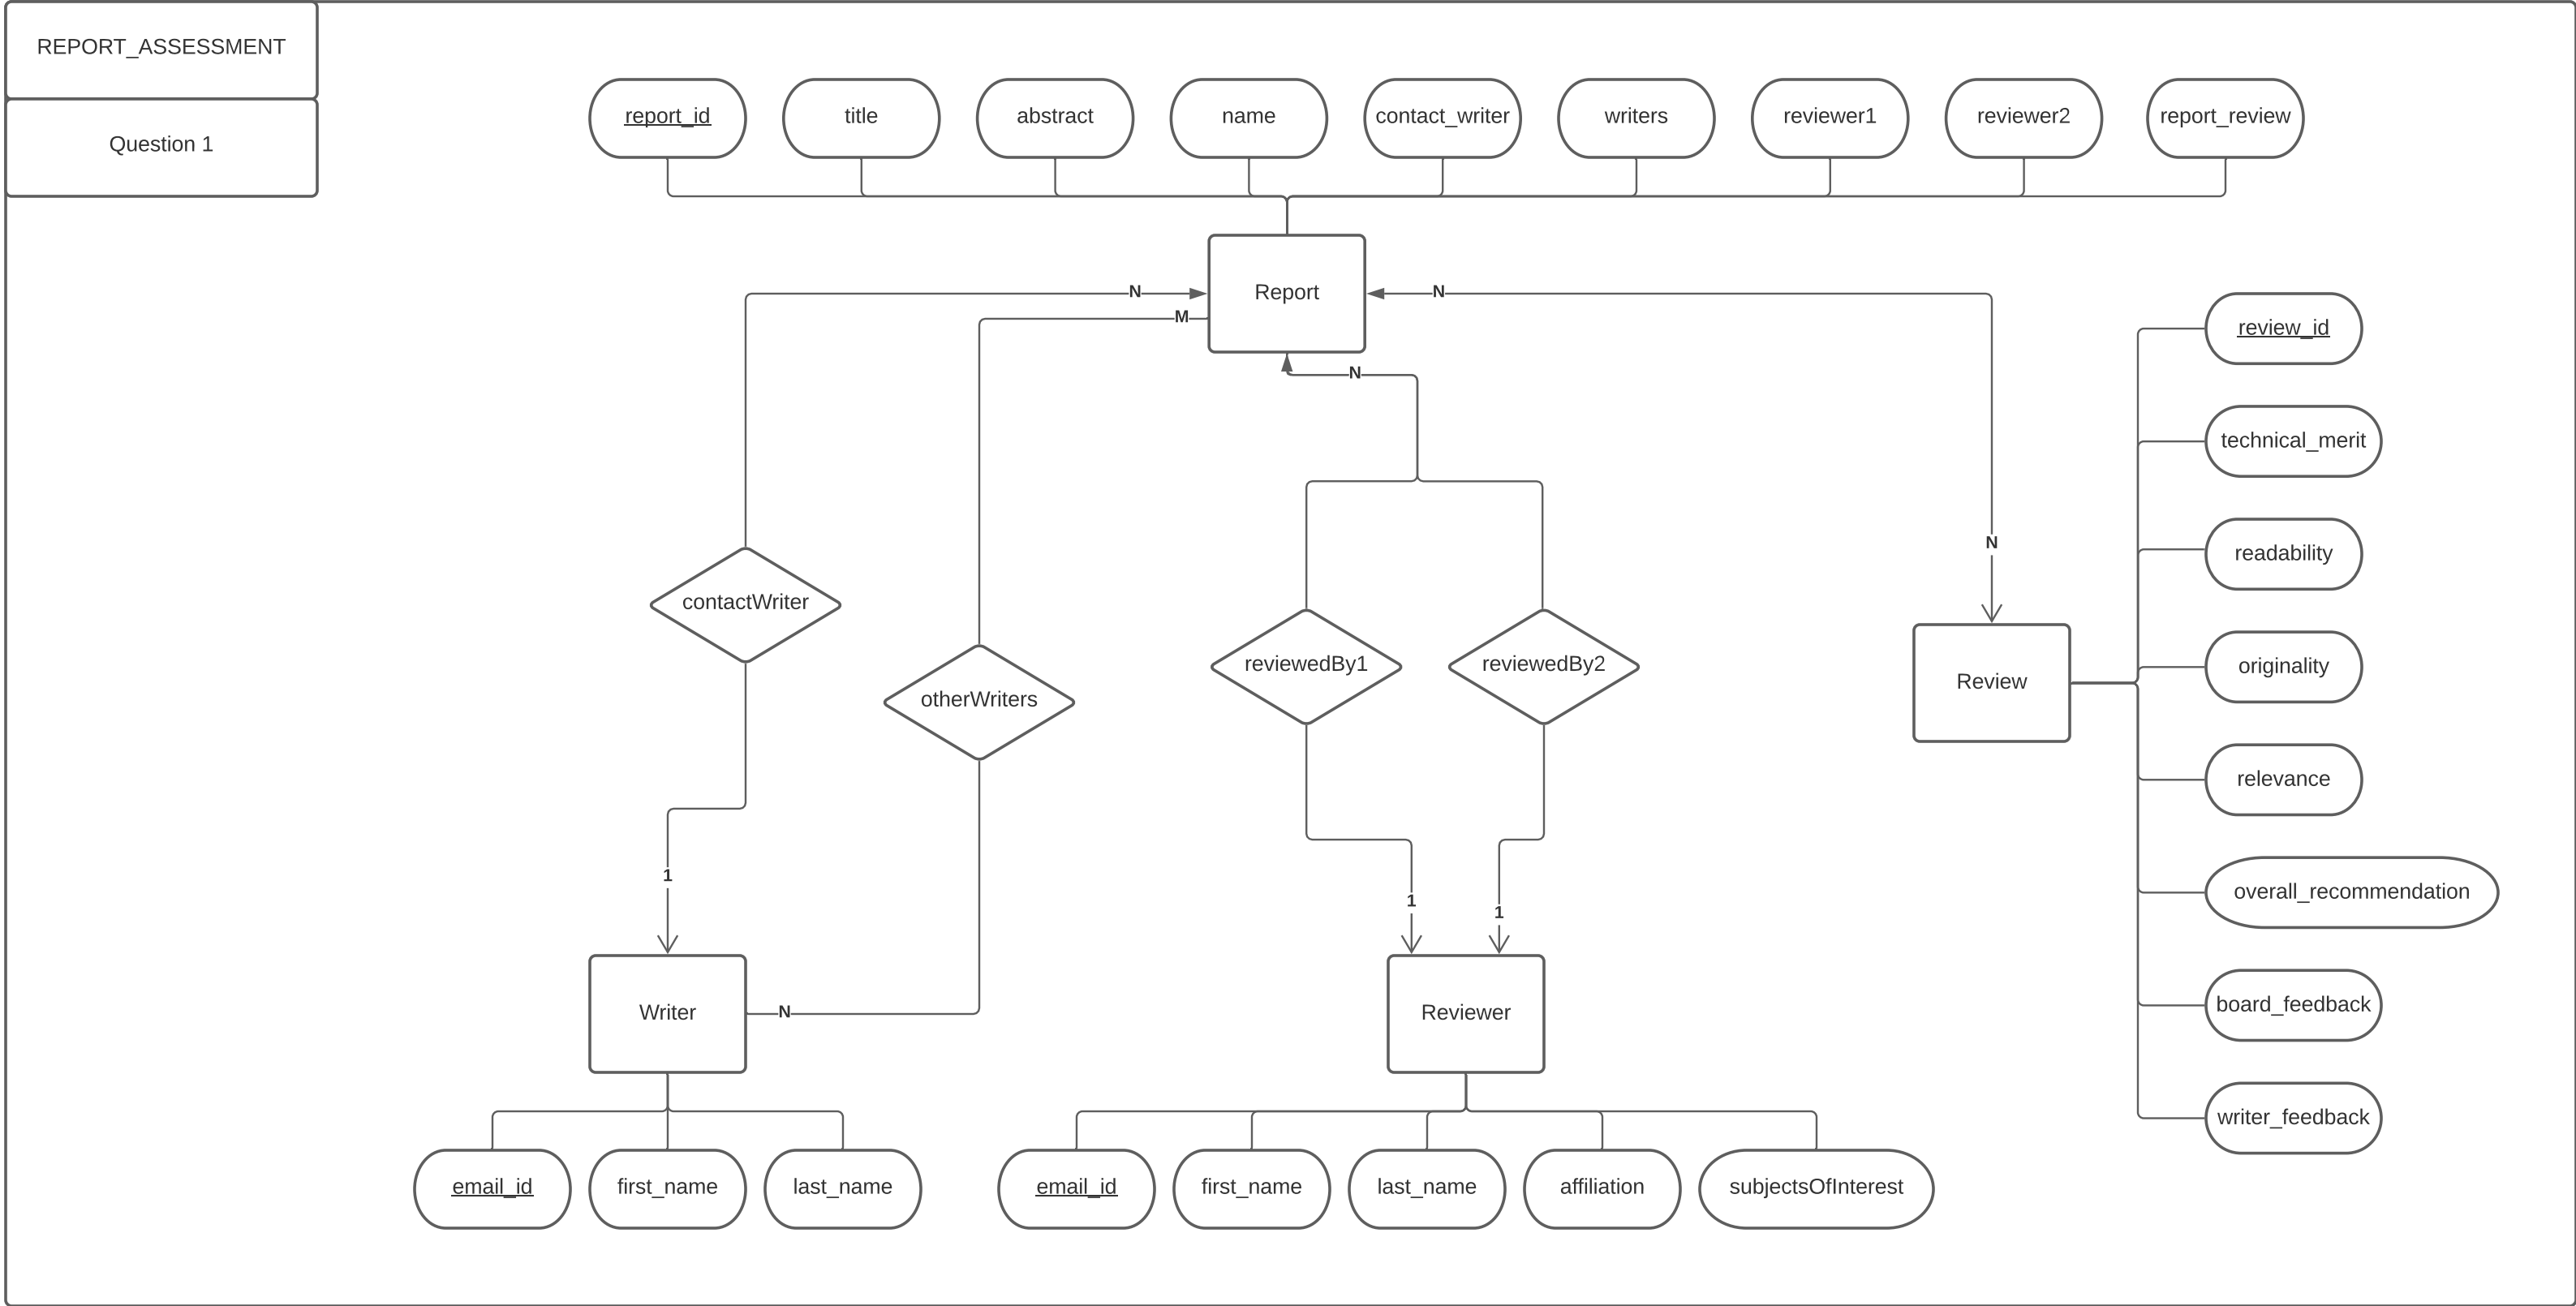 REPORT_ASSESSMENT
Question 1
report_id
title
abstract
name
contact_writer
writers
reviewer1
reviewer2
report_review
Report
N
M
N
N
N
contactWriter
otherWriters
reviewedBy1
reviewedBy2
Review
review_id
technical_merit
readability
originality
relevance
overall_recommendation
board_feedback
writer_feedback
1
1
1
Writer
N
Reviewer
email_id
first_name
last_name
email_id
first_name
last_name
affiliation
subjectsOfInterest